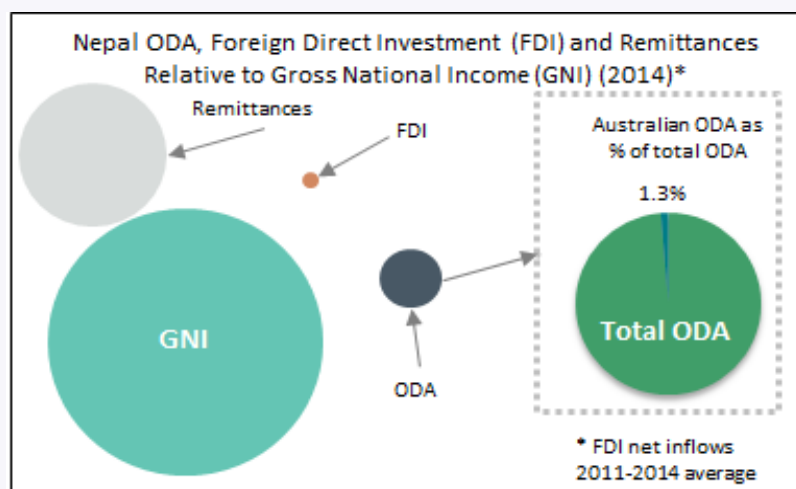 Nepal ODA, Foreign Direct Investment (FDI) and Remittances
Relative to Gross National Income (GNI) (2014)*
Remittances
FDI
Australian ODA as
% of total ODA
1.3%
GNI
Total ODA
ODA
* FDI net inflows
2011-2014 average